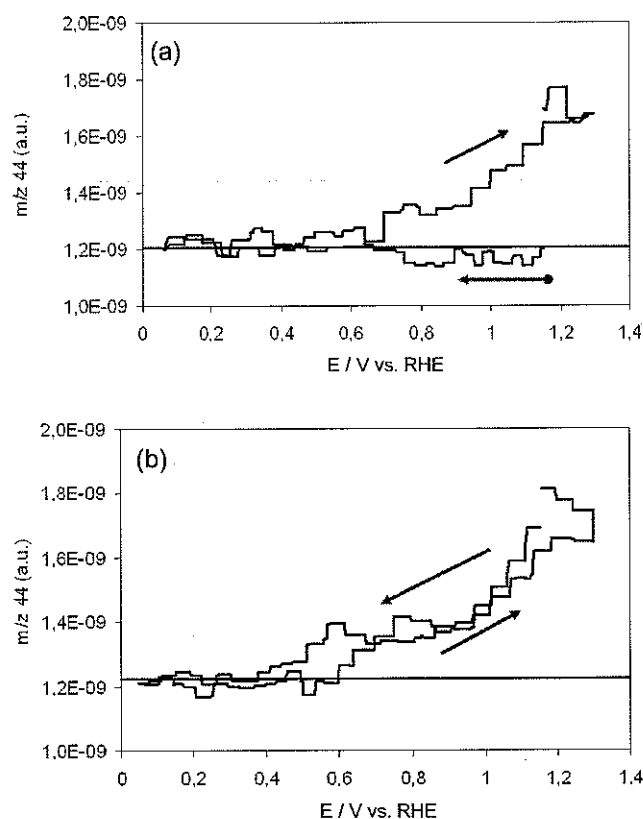 (a)
m/z 44 (a.u.)
2,0E-09
1,8E-09
1,6E-09
1,4E-09
1,2E-09
1,0E-09
0 0,2 0,4 0,6 0,8 1 1,2 1,4
E / V vs. RHE
(b)
m/z 44 (a.u.)
2,0E-09
1,8E-09
1,6E-09
1,4E-09
1,2E-09
1,0E-09
0 0,2 0,4 0,6 0,8 1 1,2 1,4
E / V vs. RHE